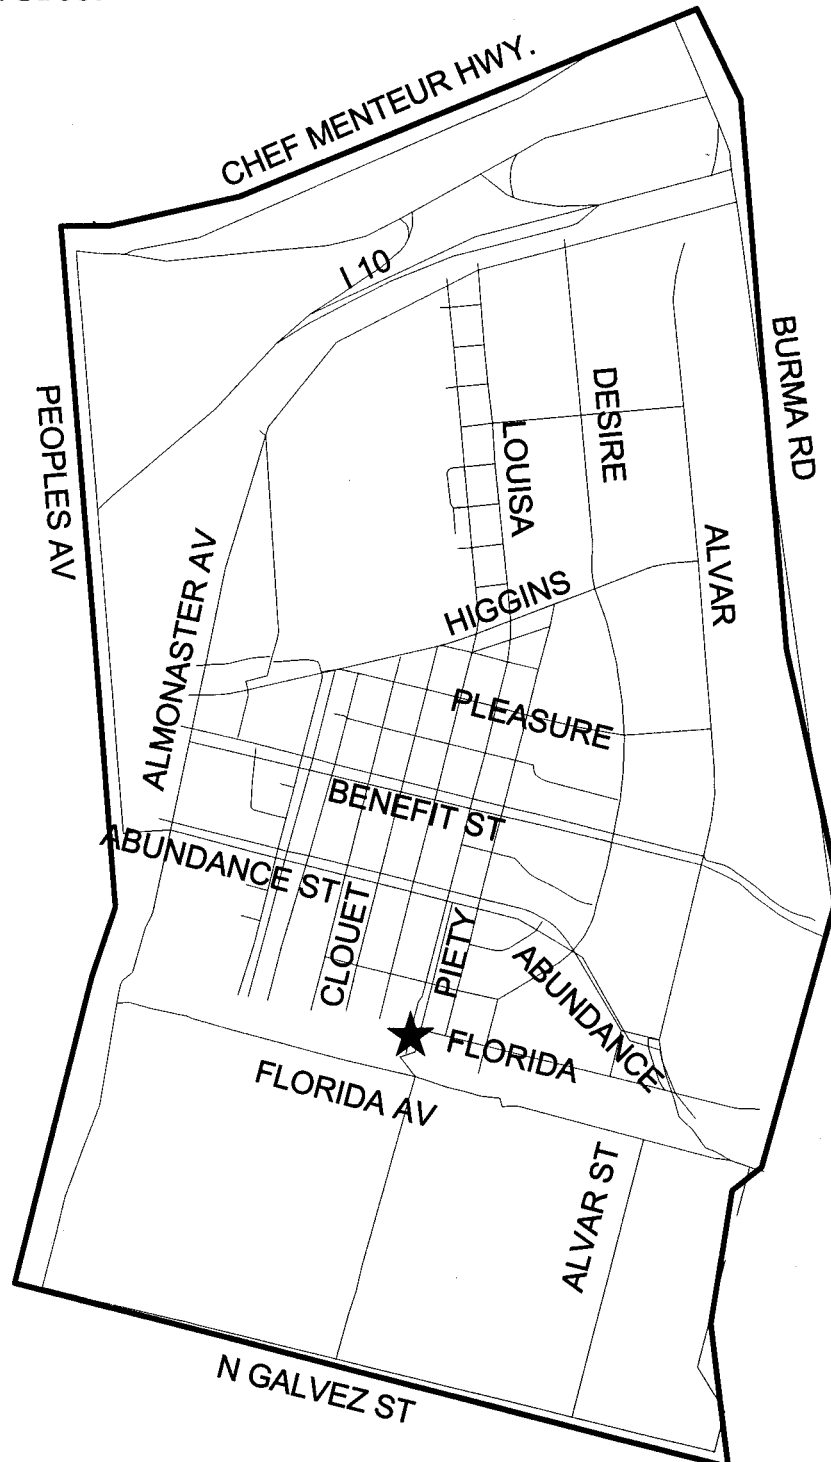 CHEF MENTEUR HWY.
I 10
PEOPLES AV
BURMA RD
DESIRE
LOUISA
ALVAR
ALMONASTER AV
HIGGINS
PLEASURE
BENEFIT ST
ABUNDANCE ST
CLOUET
PIETY
ABUNDANCE
FLORIDA
FLORIDA AV
ALVAR ST
N GALVEZ ST